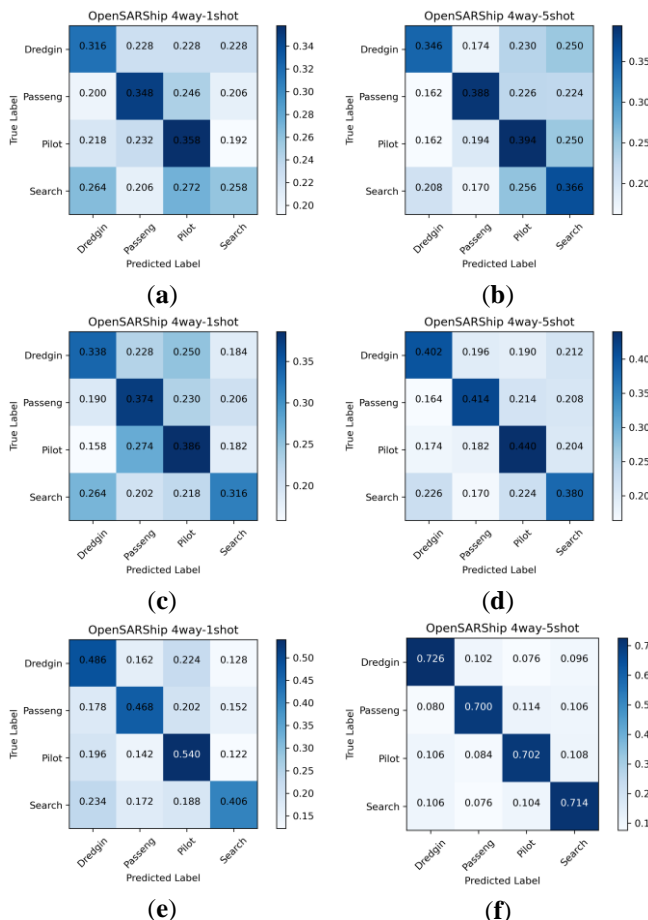 OpenSARShip 4way-1shot
True Label
Dredgin 0.316 0.228 0.228 0.228
Passeng 0.200 0.348 0.246 0.206
Pilot 0.218 0.232 0.358 0.192
Search 0.264 0.206 0.272 0.258
Dredgin Passeng Pilot Search
Predicted Label
0.34
0.32
0.30
0.28
0.26
0.24
0.22
0.20
(a)
OpenSARShip 4way-5shot
True Label
Dredgin 0.346 0.174 0.230 0.250
Passeng 0.162 0.388 0.226 0.224
Pilot 0.162 0.194 0.394 0.250
Search 0.208 0.170 0.256 0.366
Dredgin Passeng Pilot Search
Predicted Label
0.35
0.30
0.25
0.20
(b)
OpenSARShip 4way-1shot
True Label
Dredgin 0.338 0.228 0.250 0.184
Passeng 0.190 0.374 0.230 0.206
Pilot 0.158 0.274 0.386 0.182
Search 0.264 0.202 0.218 0.316
Dredgin Passeng Pilot Search
Predicted Label
0.35
0.30
0.25
0.20
(c)
OpenSARShip 4way-5shot
True Label
Dredgin 0.402 0.196 0.190 0.212
Passeng 0.164 0.414 0.214 0.208
Pilot 0.174 0.182 0.440 0.204
Search 0.226 0.170 0.224 0.380
Dredgin Passeng Pilot Search
Predicted Label
0.40
0.35
0.30
0.25
0.20
(d)
OpenSARShip 4way-1shot
True Label
Dredgin 0.486 0.162 0.224 0.128
Passeng 0.178 0.468 0.202 0.152
Pilot 0.196 0.142 0.540 0.122
Search 0.234 0.172 0.188 0.406
Dredgin Passeng Pilot Search
Predicted Label
0.50
0.45
0.40
0.35
0.30
0.25
0.20
0.15
(e)
OpenSARShip 4way-5shot
True Label
Dredgin 0.726 0.102 0.076 0.096
Passeng 0.080 0.700 0.114 0.106
Pilot 0.106 0.084 0.702 0.108
Search 0.106 0.076 0.104 0.714
Dredgin Passeng Pilot Search
Predicted Label
0.7
0.6
0.5
0.4
0.3
0.2
0.1
(f)